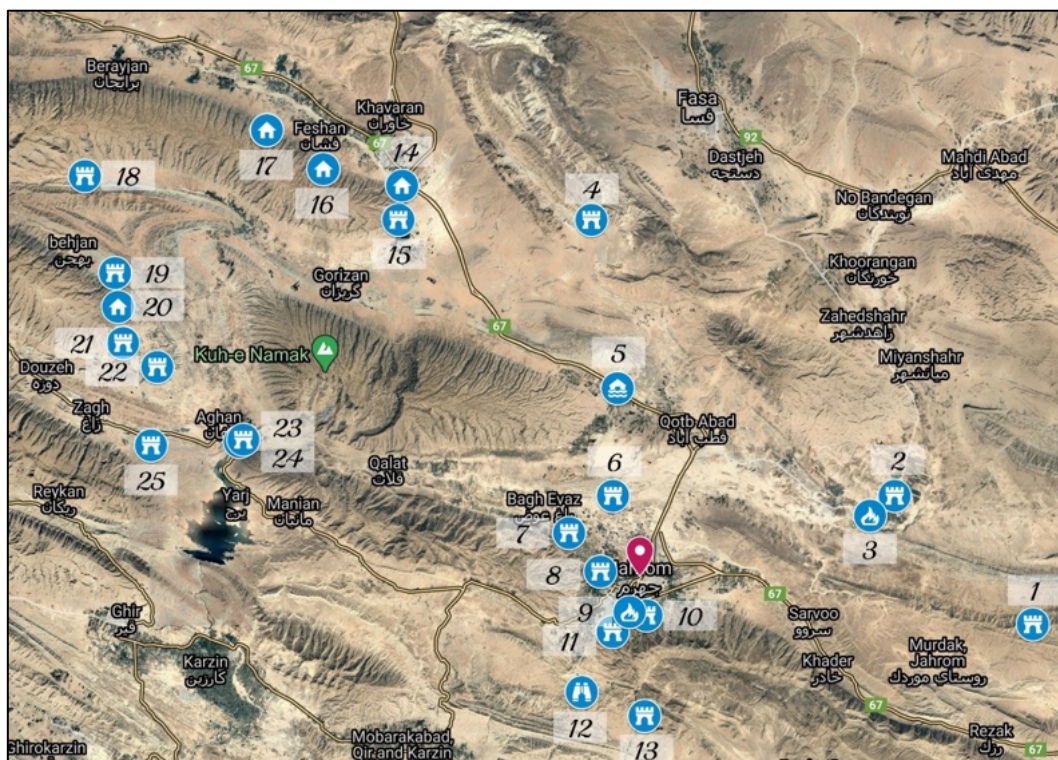 Berayjan
برایجان
67
Khavaran
خاوران
Feshan
فشان
67
14
17
16
15
18
4
Fasa
فسا
92
Dastjeh
دستجه
Mahdi Abad
مهدی آباد
No Bandegan
نوبندگان
behjan
بهجن
19
20
21
22
Gorizan
گریزان
Khoorangan
خورنگان
Zahedshahr
زاهدشهر
Miyanshahr
میانشهر
67
Kuh-e Namak
Douzeh
دوزه
5
Zagh
زاغ
Aghan
23
24
25
Qotb Abad
قطب آباد
Qalat
قلات
6
2
Reykan
ریگان
Yarj
یرج
Manian
مانیان
Bagh Evaz
باغ عوض
7
3
8
جهرم
9
10
11
67
1
Sarvoo
سروو
Ghir
قیر
Karzin
کارزین
Khader
خادر
Murdak,
Jahrom
روستای موردک
12
13
67
Mobarakabad,
Qir and Karzin
Rezak
رزک
67
Ghirokarzin